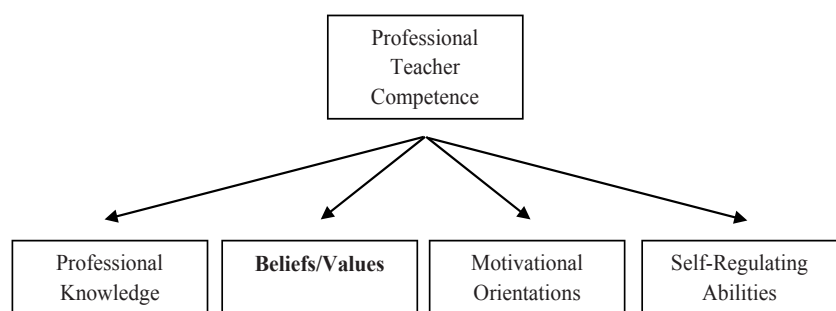 Professional
Teacher
Competence
Professional
Knowledge
Beliefs/Values
Motivational
Orientations
Self-Regulating
Abilities